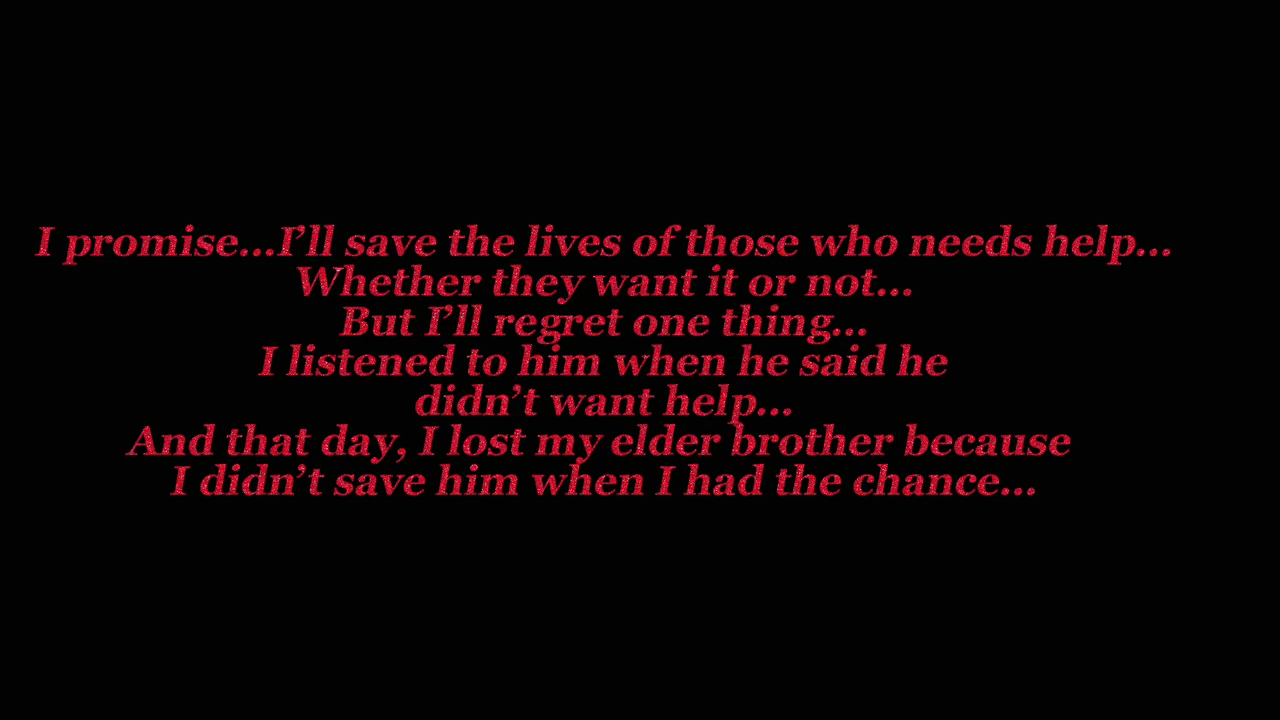 I promise...I’ll save the lives of those who needs help...
Whether they want it or not...
But I’ll regret one thing...
I listened to him when he said he
didn’t want help...
And that day, I lost my elder brother because
I didn’t save him when I had the chance...